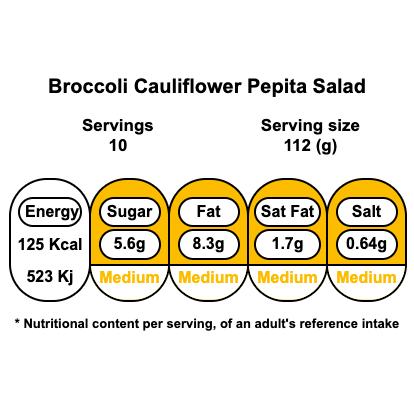 Broccoli Cauliflower Pepita Salad
Servings Serving size
10 112 (g)
Energy Sugar Fat Sat Fat Salt
125 Kcal 5.6g 8.3g 1.7g 0.64g
523 Kj Medium Medium Medium Medium
* Nutritional content per serving, of an adult's reference intake